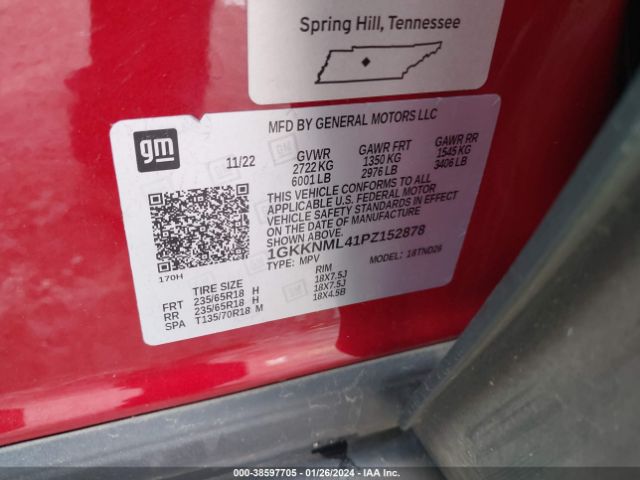 Spring Hill, Tennessee
MFD BY GENERAL MOTORS LLC
gm
11/22 GVWR GAWR FRT GAWR RR
2722 KG 1350 KG 1545 KG
6001 LB 2976 LB 3406 LB
THIS VEHICLE CONFORMS TO ALL
APPLICABLE U.S. FEDERAL MOTOR
VEHICLE SAFETY STANDARDS IN EFFECT
ON THE DATE OF MANUFACTURE
SHOWN ABOVE.
1GKKNML41PZ152878
170H
TYPE: MPV MODEL: 18TND26
TIRE SIZE RIM
FRT 235/65R18 H 18X7.5J
RR 235/65R18 H 18X7.5J
SPA T135/70R18 M 18X4.5B
000-38597705 - 01/26/2024 - IAA Inc.